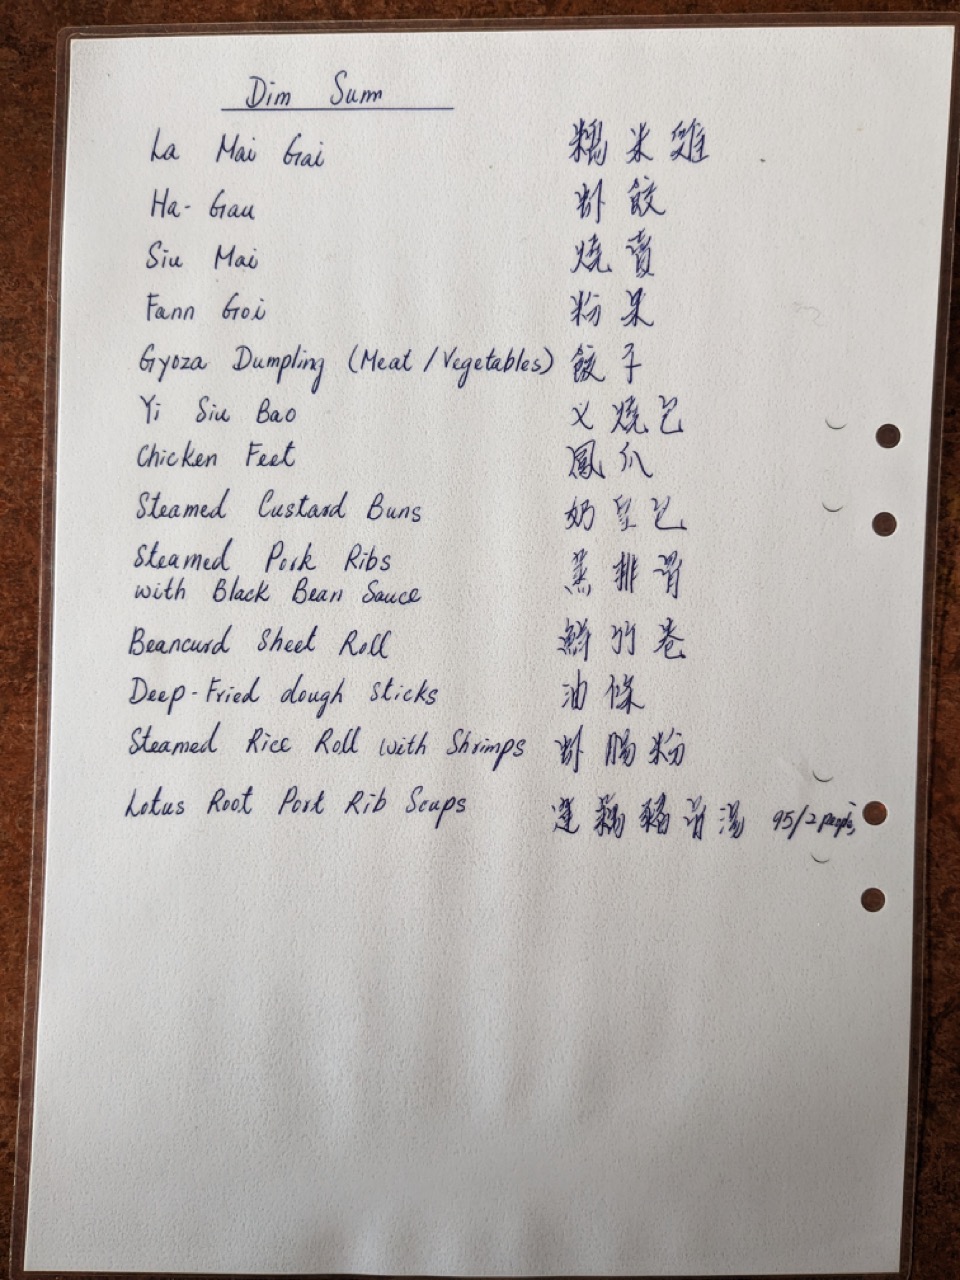 Dim Sum
La Mai Gai 糯米雞
Ha-Gau 虾餃
Siu Mai 燒賣
Fann Goi 粉果
Gyoza Dumpling (Meat/Vegetables) 餃子
Yi Siu Bao 义燒包
Chicken Feet 鳳爪
Steamed Custard Buns 奶皇包
Steamed Pork Ribs 蒸排骨
with Black Bean Sauce
Beancurd Sheet Roll 鮮竹卷
Deep-Fried dough sticks 油條
Steamed Rice Roll with Shrimps 虾腸粉
Lotus Root Port Rib Soups 莲藕豬骨湯 95/2 people